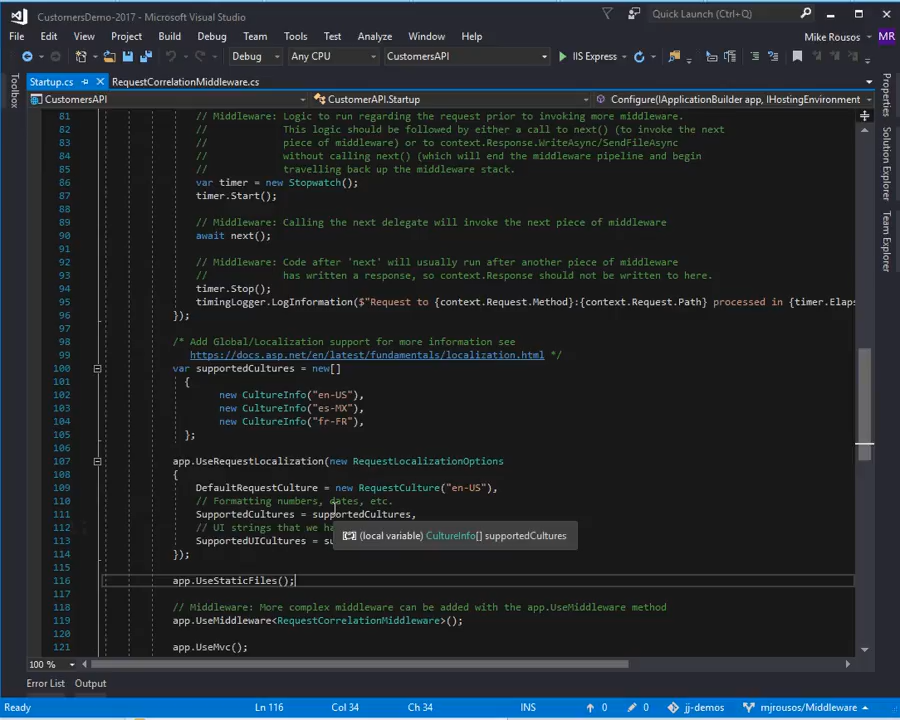 CustomersDemo-2017 - Microsoft Visual Studio
Quick Launch (Ctrl+Q)
File Edit View Project Build Debug Team Tools Test Analyze Window Help
Mike Rousos MR
Debug Any CPU CustomersAPI IIS Express
Toolbox
Startup.cs RequestCorrelationMiddleware.cs
CustomersAPI CustomerAPI.Startup Configure(IApplicationBuilder app, IHostingEnvironment
Properties
Solution Explorer
Team Explorer
81 // Middleware: Logic to run regarding the request prior to invoking more middleware.
82 // This logic should be followed by either a call to next() (to invoke the next
83 // piece of middleware) or to context.Response.WriteAsync/SendFileAsync
84 // without calling next() (which will end the middleware pipeline and begin
85 // travelling back up the middleware stack.
86 var timer = new Stopwatch();
87 timer.Start();
88
89 // Middleware: Calling the next delegate will invoke the next piece of middleware
90 await next();
91
92 // Middleware: Code after 'next' will usually run after another piece of middleware
93 // has written a response, so context.Response should not be written to here.
94 timer.Stop();
95 timingLogger.LogInformation($"Request to {context.Request.Method}:{context.Request.Path} processed in {timer.Elaps
96 });
97
98 /* Add Global/Localization support for more information see
99 https://docs.asp.net/en/latest/fundamentals/localization.html */
100 var supportedCultures = new[]
101 {
102 new CultureInfo("en-US"),
103 new CultureInfo("es-MX"),
104 new CultureInfo("fr-FR"),
105 };
106
107 app.UseRequestLocalization(new RequestLocalizationOptions
108 {
109 DefaultRequestCulture = new RequestCulture("en-US"),
110 // Formatting numbers, dates, etc.
111 SupportedCultures = supportedCultures,
112 // UI strings that we ha
(local variable) CultureInfo[] supportedCultures
113 SupportedUICultures = su
114 });
115
116 app.UseStaticFiles();
117
118 // Middleware: More complex middleware can be added with the app.UseMiddleware method
119 app.UseMiddleware<RequestCorrelationMiddleware>();
120
121 app.UseMvc();
100 %
Error List Output
Ready Ln 116 Col 34 Ch 34 INS 0 0 jj-demos mjrousos/Middleware